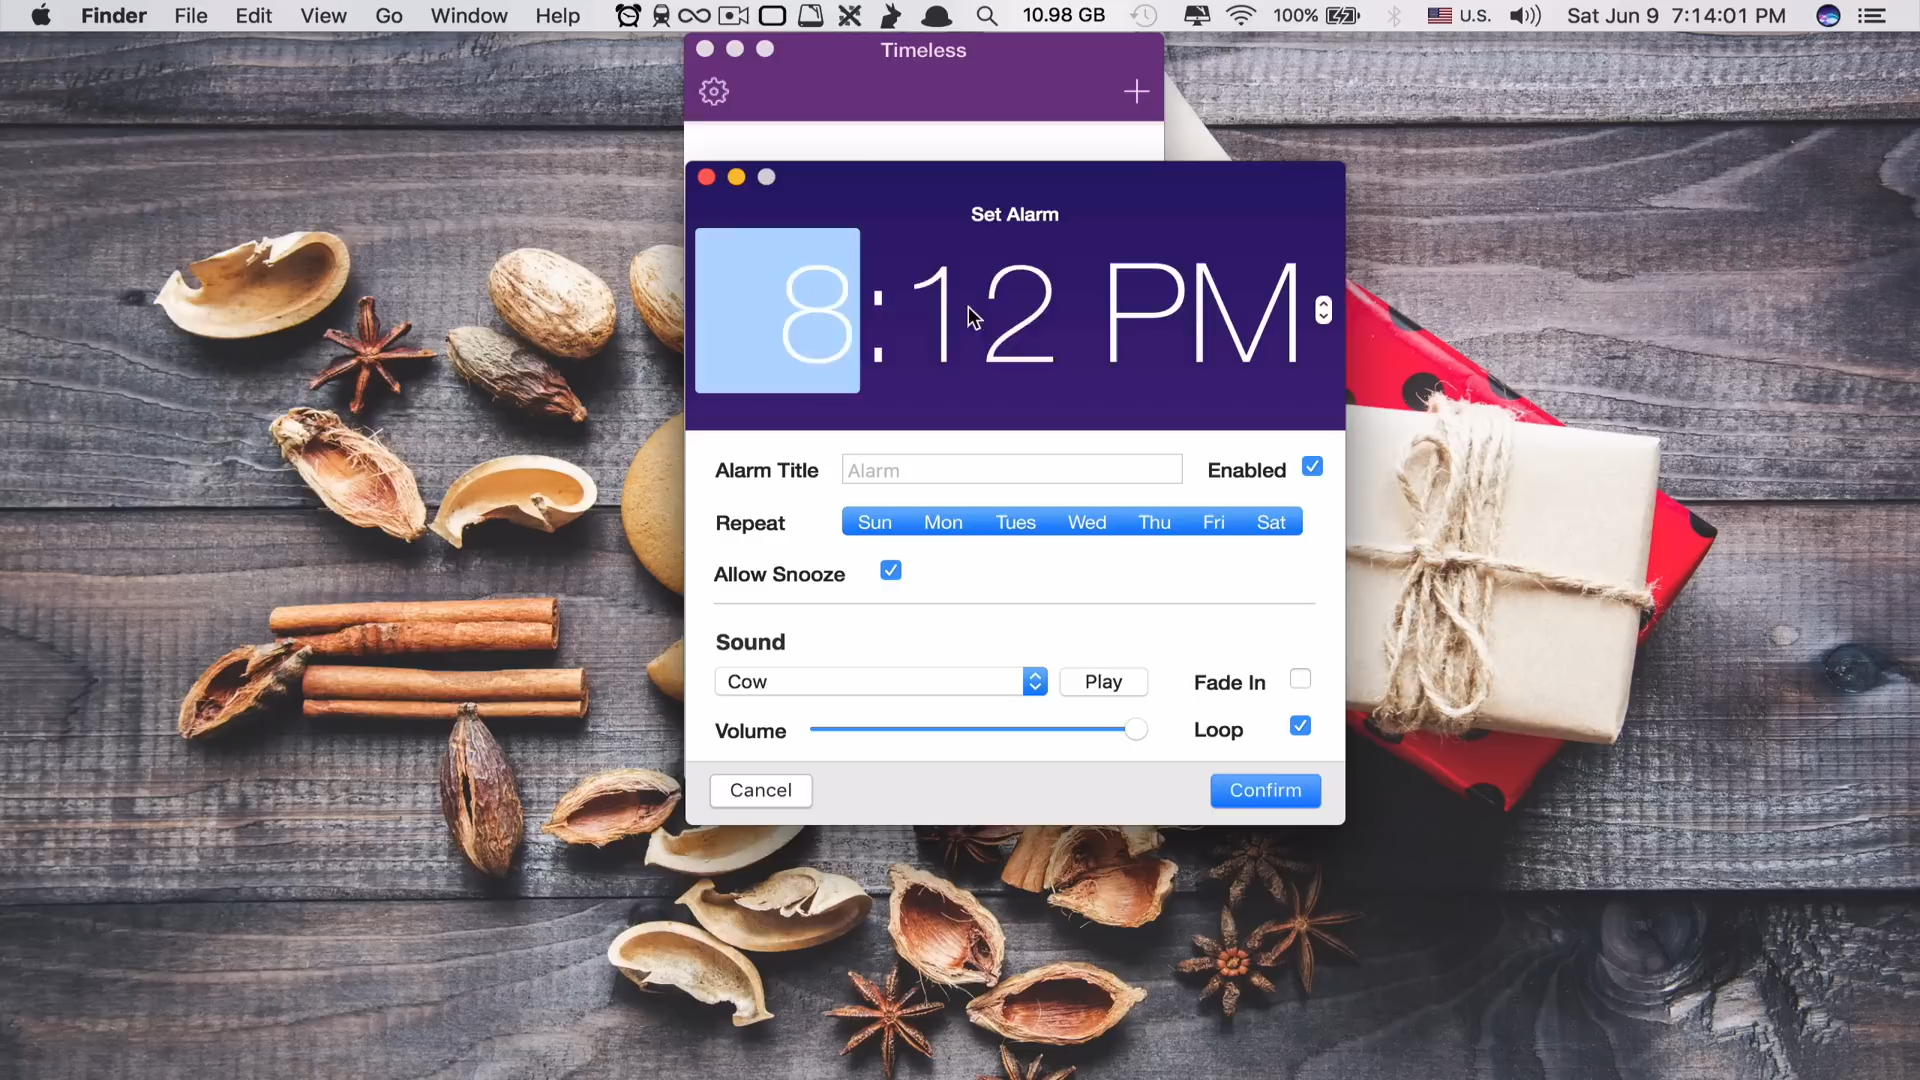 Finder File Edit View Go Window Help 10.98 GB 100% U.S. Sat Jun 9 7:14:01 PM
Timeless
Set Alarm
8:12 PM
Alarm Title Alarm Enabled
Repeat Sun Mon Tues Wed Thu Fri Sat
Allow Snooze
Sound
Cow Play Fade In
Volume Loop
Cancel Confirm